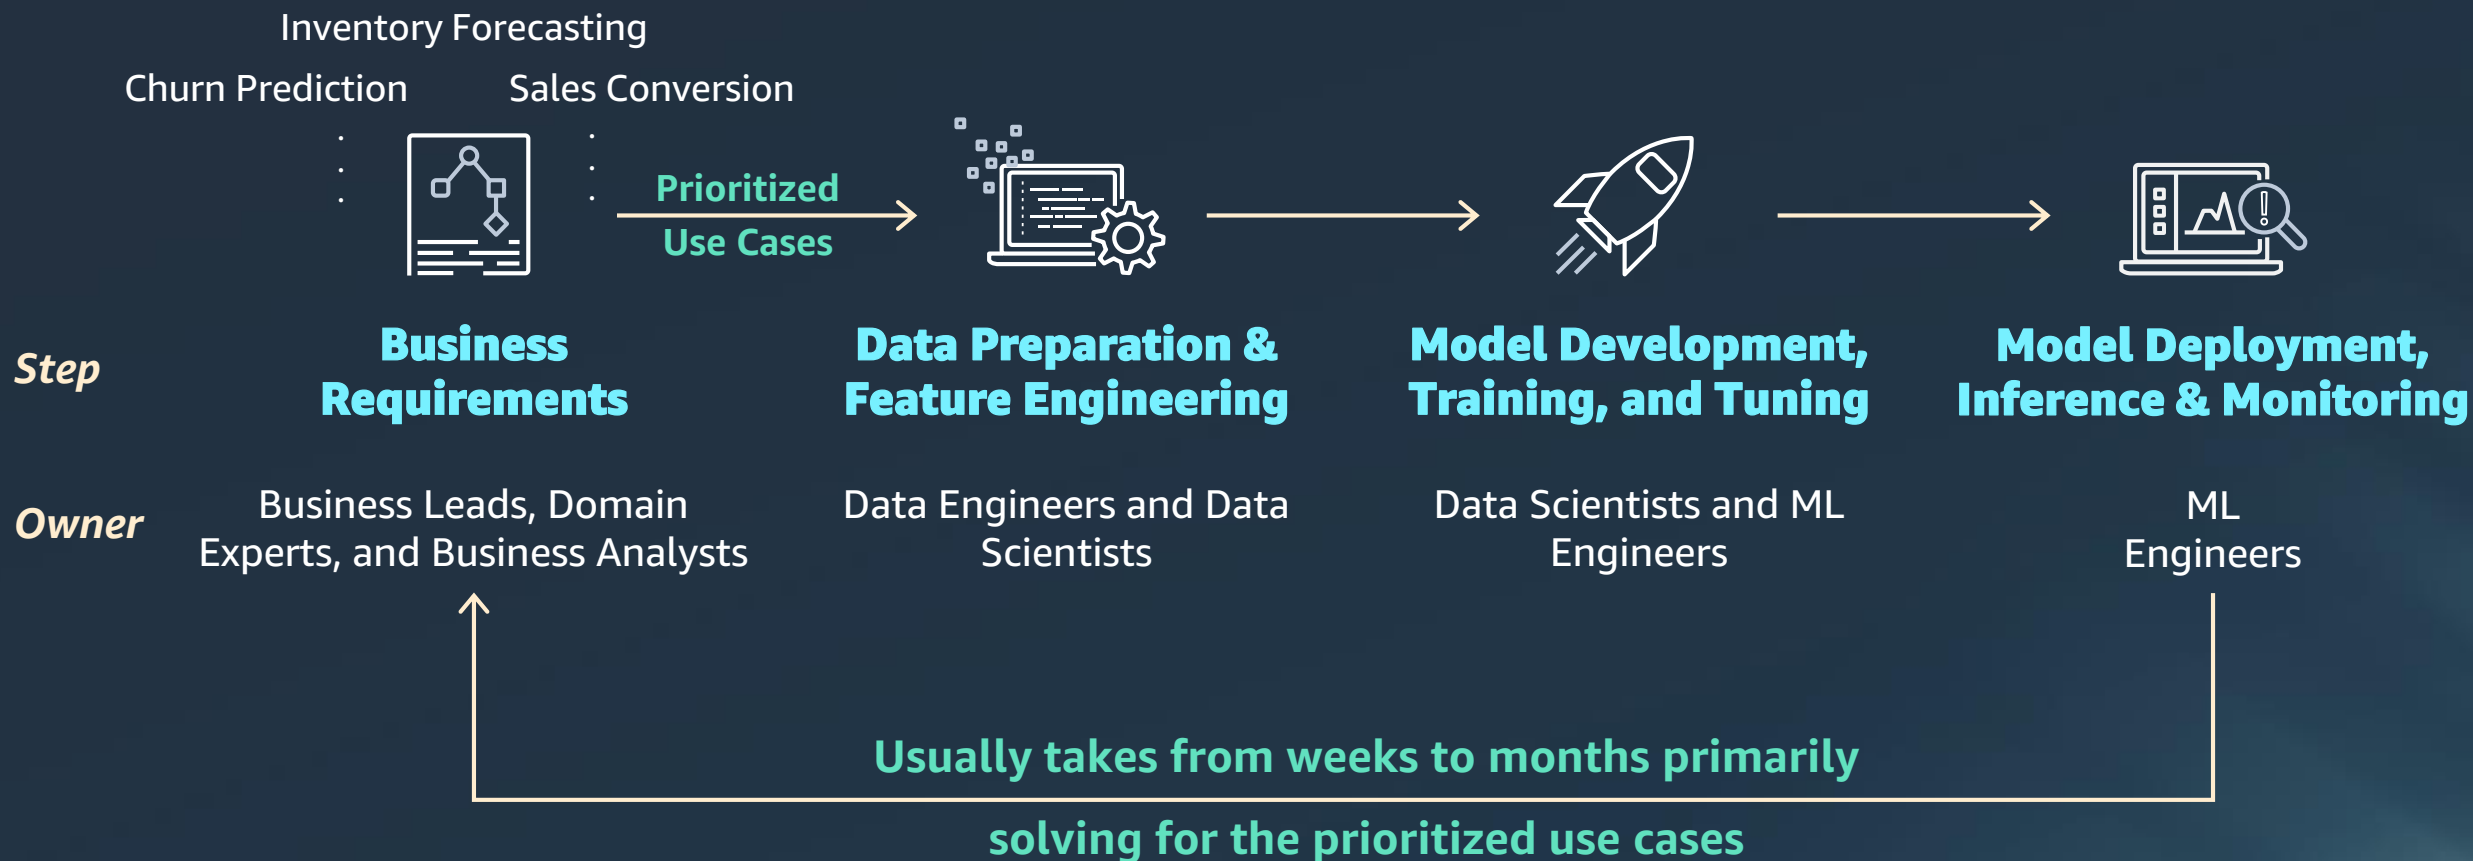 Inventory Forecasting
Churn Prediction
Sales Conversion
Prioritized
Use Cases
Step
Business
Requirements
Data Preparation &
Feature Engineering
Model Development,
Training, and Tuning
Model Deployment,
Inference & Monitoring
Owner
Business Leads, Domain
Experts, and Business Analysts
Data Engineers and Data
Scientists
Data Scientists and ML
Engineers
ML
Engineers
Usually takes from weeks to months primarily
solving for the prioritized use cases